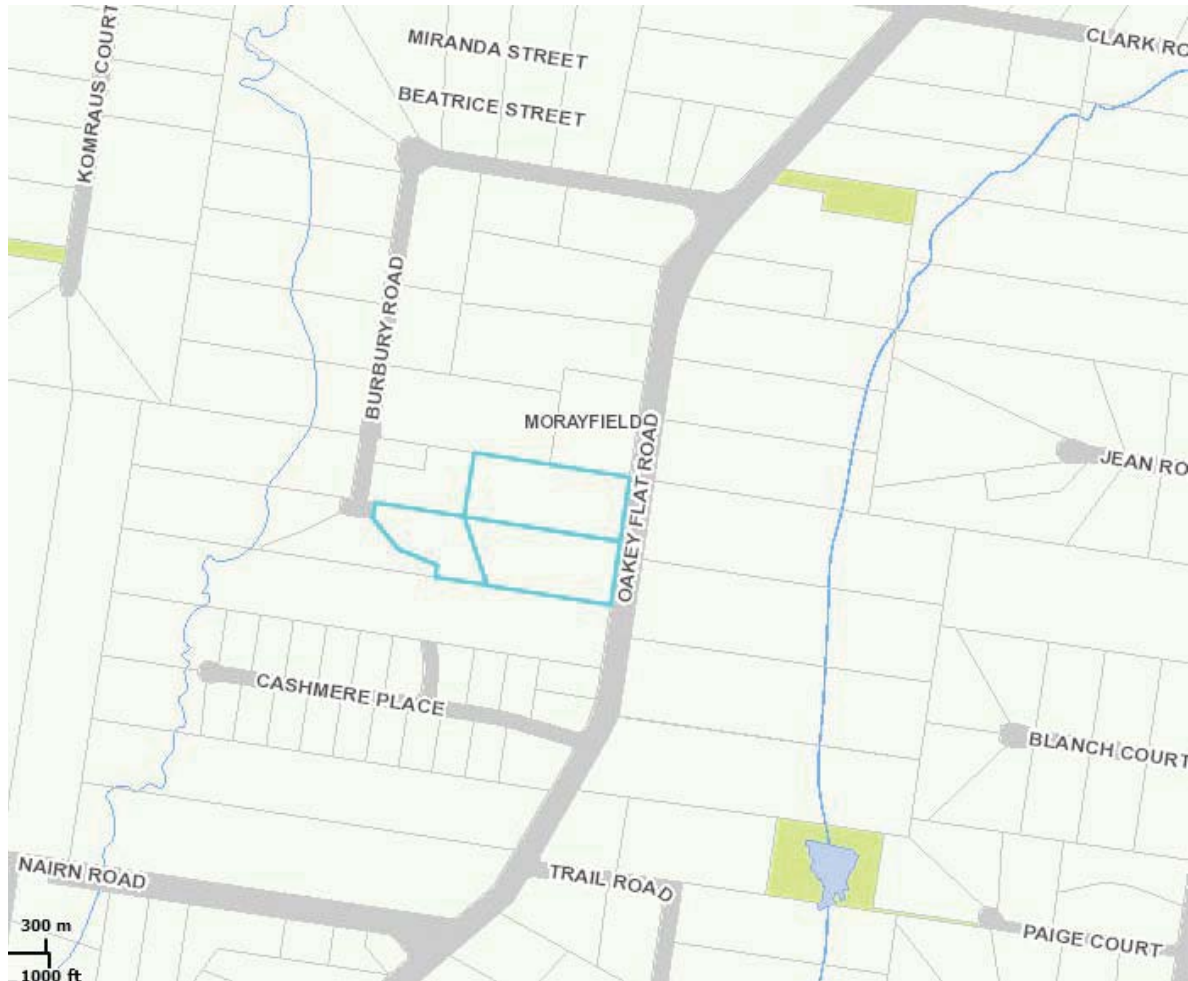 KOMRAUS COURT
MIRANDA STREET
CLARK RO
BEATRICE STREET
BURBURY ROAD
MORAYFIELD
OAKEY FLAT ROAD
JEAN RO
CASHMERE PLACE
BLANCH COURT
NAIRN ROAD
TRAIL ROAD
PAIGE COURT
300 m
1000 ft